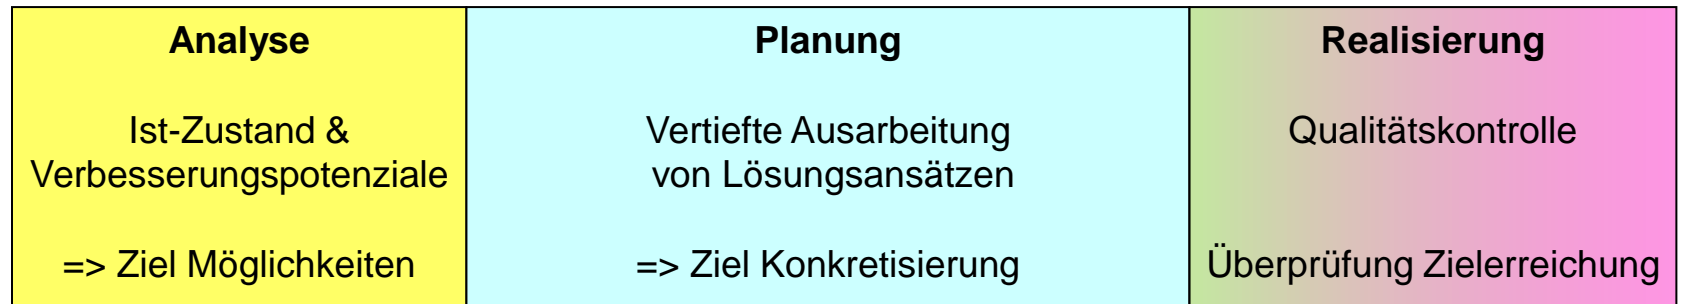 Analyse
Ist-Zustand &
Verbesserungspotenziale
=> Ziel Möglichkeiten
Planung
Vertiefte Ausarbeitung
von Lösungsansätzen
=> Ziel Konkretisierung
Realisierung
Qualitätskontrolle
Überprüfung Zielerreichung